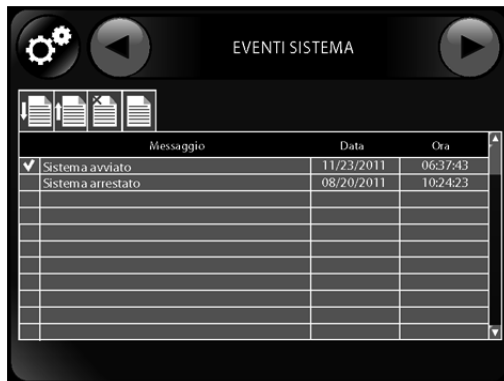 EVENTI SISTEMA
Messaggio Data Ora
Sistema avviato 11/23/2011 06:37:43
Sistema arrestato 08/20/2011 10:24:23